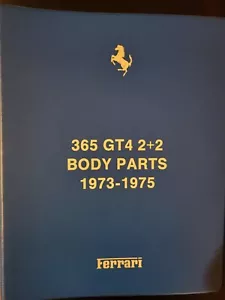 365 GT4 2+2
BODY PARTS
1973-1975
Ferrari